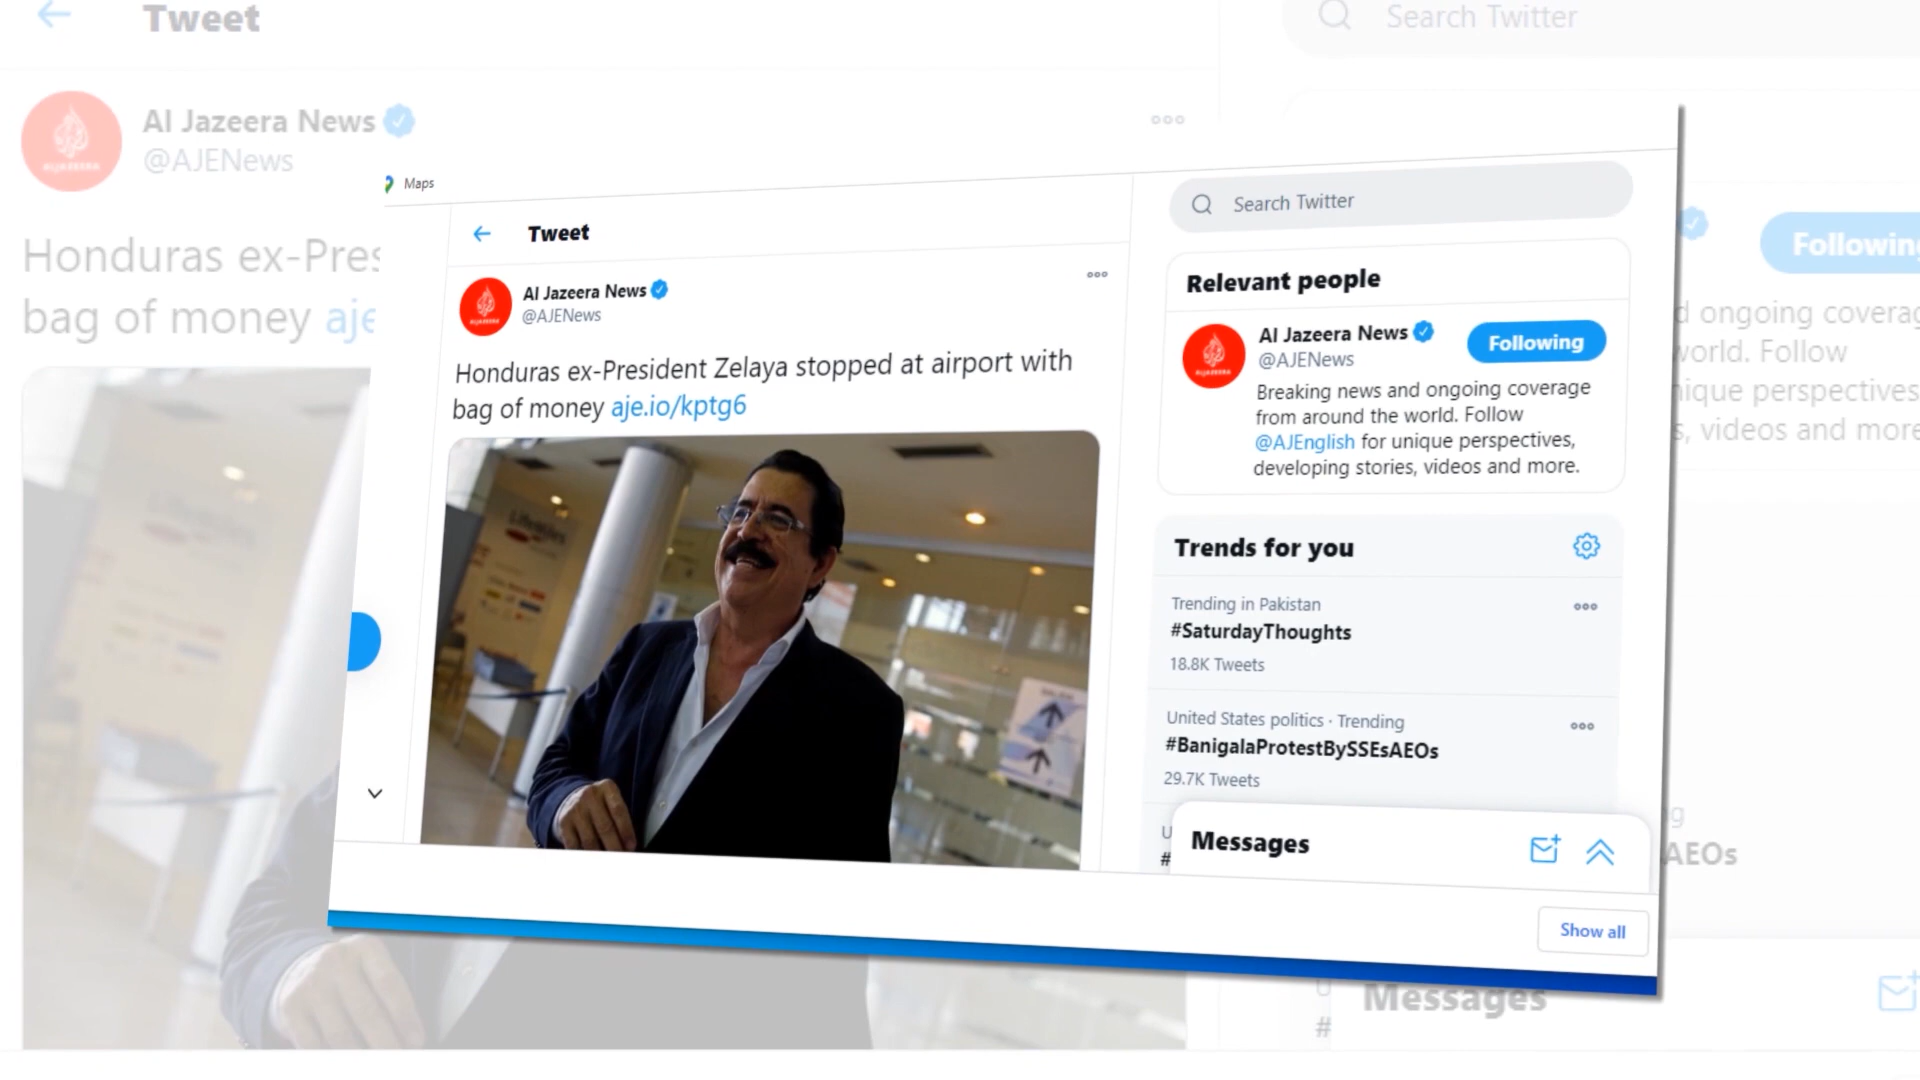 Tweet
Search Twitter
Al Jazeera News
@AJENews
Honduras ex-Pres
bag of money aje
Maps
Tweet
Al Jazeera News
@AJENews
Honduras ex-President Zelaya stopped at airport with
bag of money aje.io/kptg6
Search Twitter
Relevant people
Al Jazeera News
@AJENews
Following
Breaking news and ongoing coverage
from around the world. Follow
@AJEnglish for unique perspectives,
developing stories, videos and more.
Trends for you
Trending in Pakistan
#SaturdayThoughts
18.8K Tweets
United States politics · Trending
#BanigalaProtestBySSEsAEOs
29.7K Tweets
U
#
Messages
Show all
Following
d ongoing coverag
world. Follow
nique perspectives
s, videos and more
g
AEOs
Messages
#